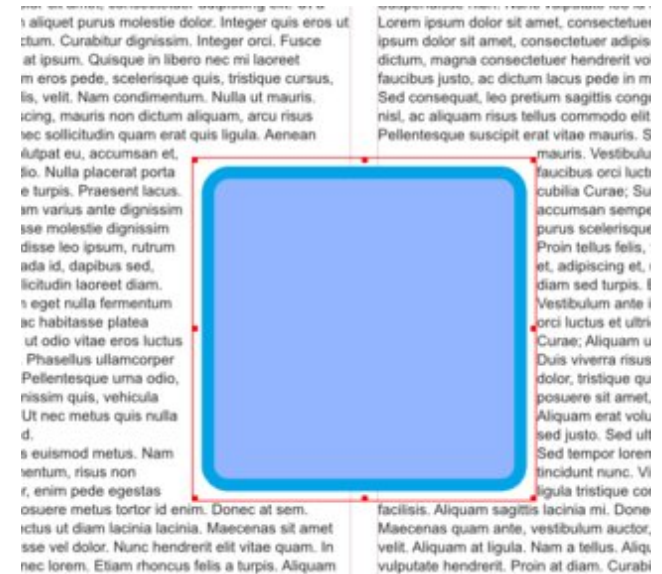 aliquet purus molestie dolor. Integer quis eros ut
ctum. Curabitur dignissim. Integer orci. Fusce
at ipsum. Quisque in libero nec mi laoreet
m eros pede, scelerisque quis, tristique cursus,
lis, velit. Nam condimentum. Nulla ut mauris.
scing, mauris non dictum aliquam, arcu risus
nec sollicitudin quam erat quis ligula. Aenean
lutpat eu, accumsan et,
dio. Nulla placerat porta
e turpis. Praesent lacus.
am varius ante dignissim
sse molestie dignissim
disse leo ipsum, rutrum
ada id, dapibus sed,
licitudin laoreet diam.
eget nulla fermentum
ac habitasse platea
ut odio vitae eros luctus
. Phasellus ullamcorper
Pellentesque urna odio,
nissim quis, vehicula
Ut nec metus quis nulla
d.
s euismod metus. Nam
nentum, risus non
r, enim pede egestas
osuere metus tortor id enim. Donec at sem.
ectus ut diam lacinia lacinia. Maecenas sit amet
sse vel dolor. Nunc hendrerit elit vitae quam. In
nec lorem. Etiam rhoncus felis a turpis. Aliquam
Lorem ipsum dolor sit amet, consectetue
ipsum dolor sit amet, consectetuer adipis
dictum, magna consectetuer hendrerit vo
faucibus justo, ac dictum lacus pede in m
Sed consequat, leo pretium sagittis cong
nisl, ac aliquam risus tellus commodo elit
Pellentesque suscipit erat vitae mauris. S
mauris. Vestibulu
faucibus orci luct
cubilia Curae; Su
accumsan sempe
purus scelerisque
Proin tellus felis,
et, adipiscing et,
diam sed turpis. E
Vestibulum ante i
orci luctus et ultri
Curae; Aliquam u
Duis viverra risus
dolor, tristique qu
posuere sit amet,
Aliquam erat volu
sed justo. Sed ult
Sed tempor lorem
tincidunt nunc. Vi
ligula tristique co
facilisis. Aliquam sagittis lacinia mi. Done
Maecenas quam ante, vestibulum auctor,
velit. Aliquam at ligula. Nam a tellus. Aliqu
vulputate hendrerit. Proin at diam. Curabi